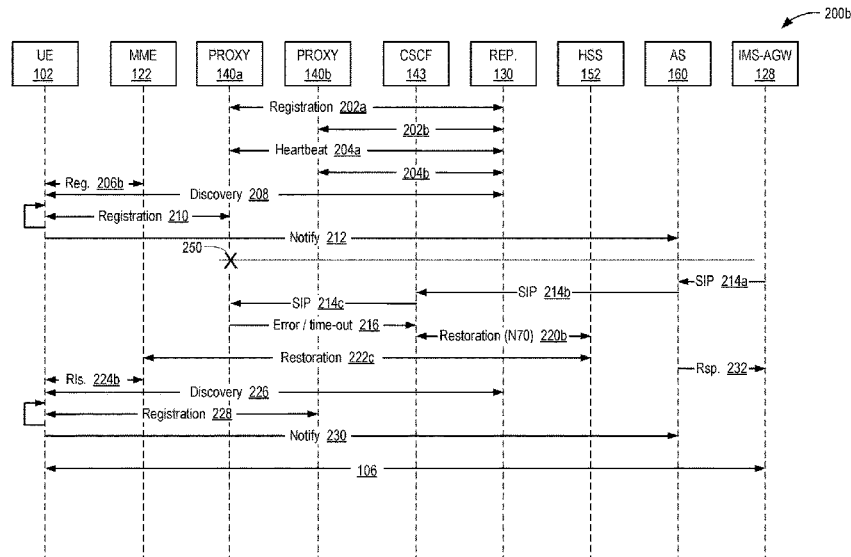 200b
UE MME PROXY PROXY CSCF REP. HSS AS IMS-AGW
102 122 140a 140b 143 130 152 160 128
Registration 202a
202b
Heartbeat 204a
204b
Reg. 206b
Discovery 208
Registration 210
Notify 212
250
SIP 214a
SIP 214b
SIP 214c
Error / time-out 216
Restoration (N70) 220b
Restoration 222c
Rsp. 232
Rls. 224b
Discovery 226
Registration 228
Notify 230
106